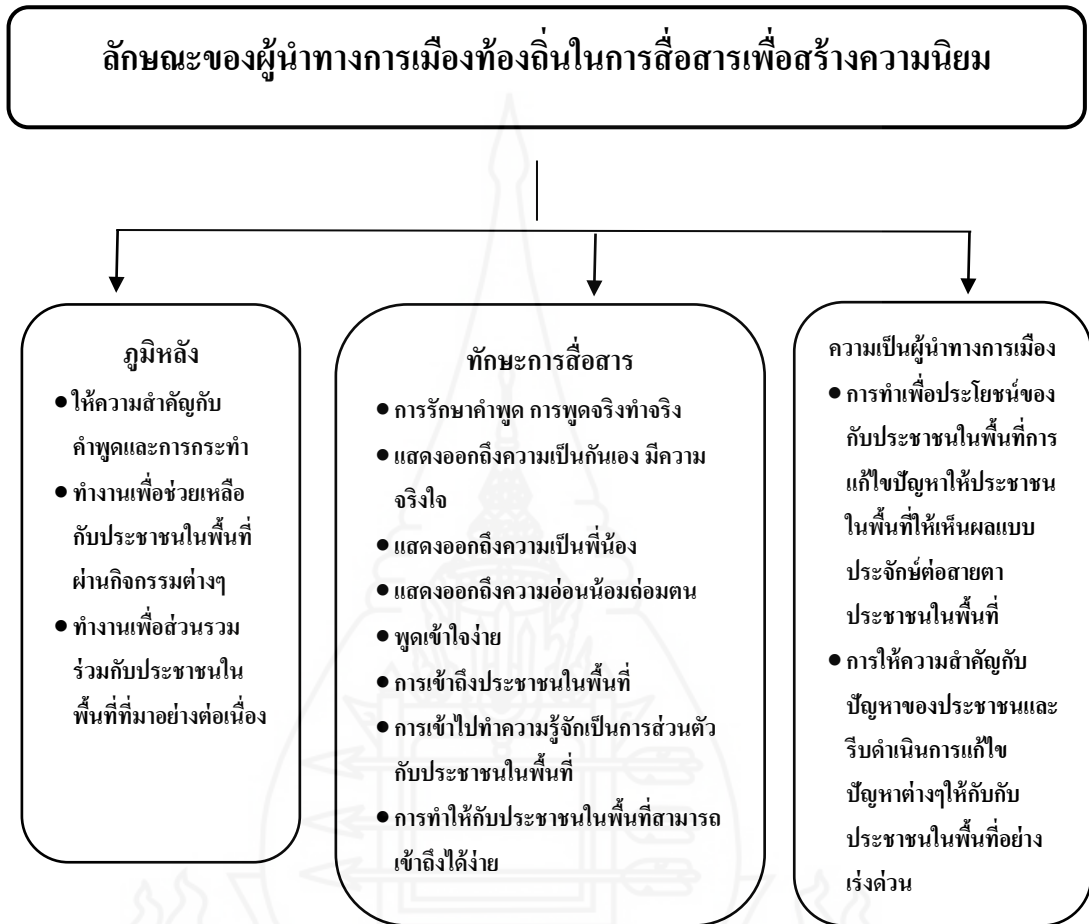 ลักษณะของผู้นำทางการเมืองท้องถิ่นในการสื่อสารเพื่อสร้างความนิยม
ภูมิหลัง
● ให้ความสำคัญกับ
คำพูดและการกระทำ
● ทำงานเพื่อช่วยเหลือ
กับประชาชนในพื้นที่
ผ่านกิจกรรมต่างๆ
● ทำงานเพื่อส่วนรวม
ร่วมกับประชาชนใน
พื้นที่ที่มาอย่างต่อเนื่อง
ทักษะการสื่อสาร
● การรักษาคำพูด การพูดจริงทำจริง
● แสดงออกถึงความเป็นกันเอง มีความ
จริงใจ
● แสดงออกถึงความเป็นพี่น้อง
● แสดงออกถึงความอ่อนน้อมถ่อมตน
● พูดเข้าใจง่าย
● การเข้าถึงประชาชนในพื้นที่
● การเข้าไปทำความรู้จักเป็นการส่วนตัว
กับประชาชนในพื้นที่
● การทำให้กับประชาชนในพื้นที่สามารถ
เข้าถึงได้ง่าย
ความเป็นผู้นำทางการเมือง
● การทำเพื่อประโยชน์ของ
กับประชาชนในพื้นที่การ
แก้ไขปัญหาให้ประชาชน
ในพื้นที่ให้เห็นผลแบบ
ประจักษ์ต่อสายตา
ประชาชนในพื้นที่
● การให้ความสำคัญกับ
ปัญหาของประชาชนและ
รีบดำเนินการแก้ไข
ปัญหาต่างๆให้กับกับ
ประชาชนในพื้นที่อย่าง
เร่งด่วน